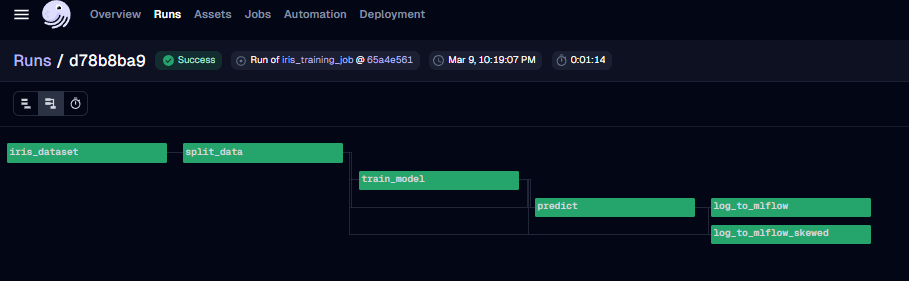 Overview Runs Assets Jobs Automation Deployment
Runs / d78b8ba9 Success Run of iris_training_job @ 65a4e561 Mar 9, 10:19:07 PM 0:01:14
iris_dataset split_data
train_model
predict log_to_mlflow
log_to_mlflow_skewed